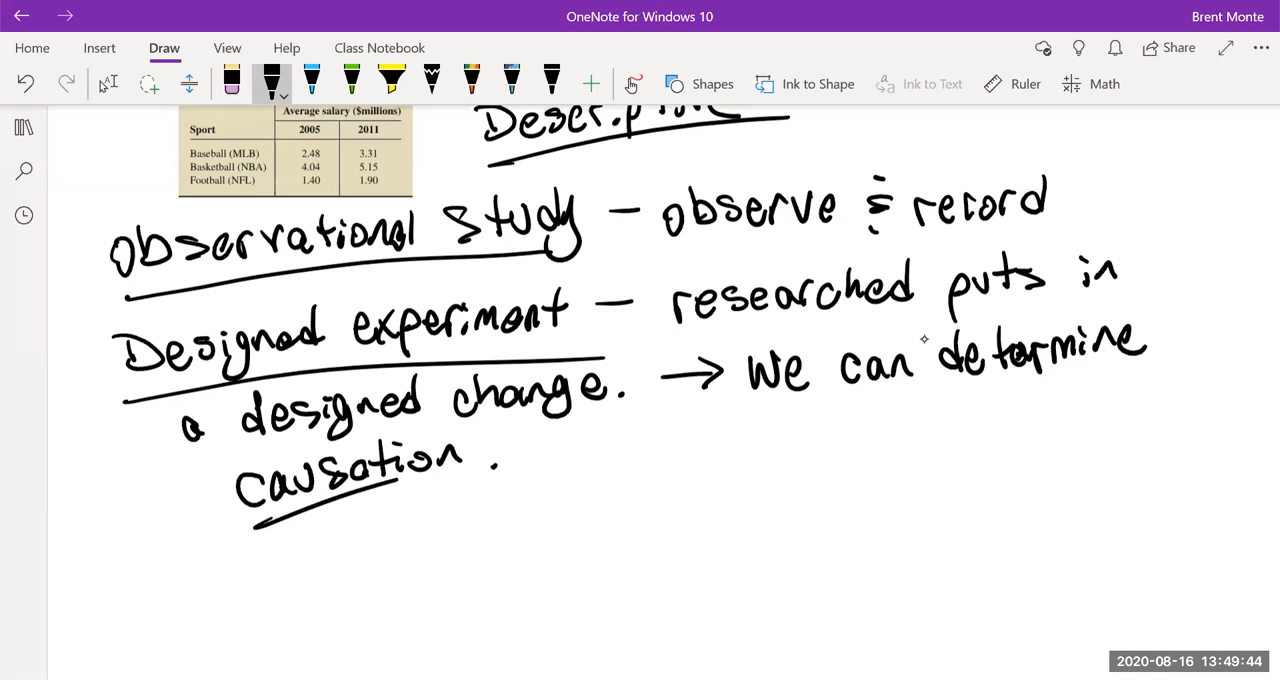 OneNote for Windows 10
Brent Monte
Home Insert Draw View Help Class Notebook
Share
Shapes Ink to Shape Ink to Text Ruler Math
Average salary ($millions)
Sport 2005 2011
Baseball (MLB) 2.48 3.31
Basketball (NBA) 4.04 5.15
Football (NFL) 1.40 1.90
Observational study – observe & record
Designed experiment – researched puts in
a designed change. → We can determine
causation.
2020-08-16 13:49:44